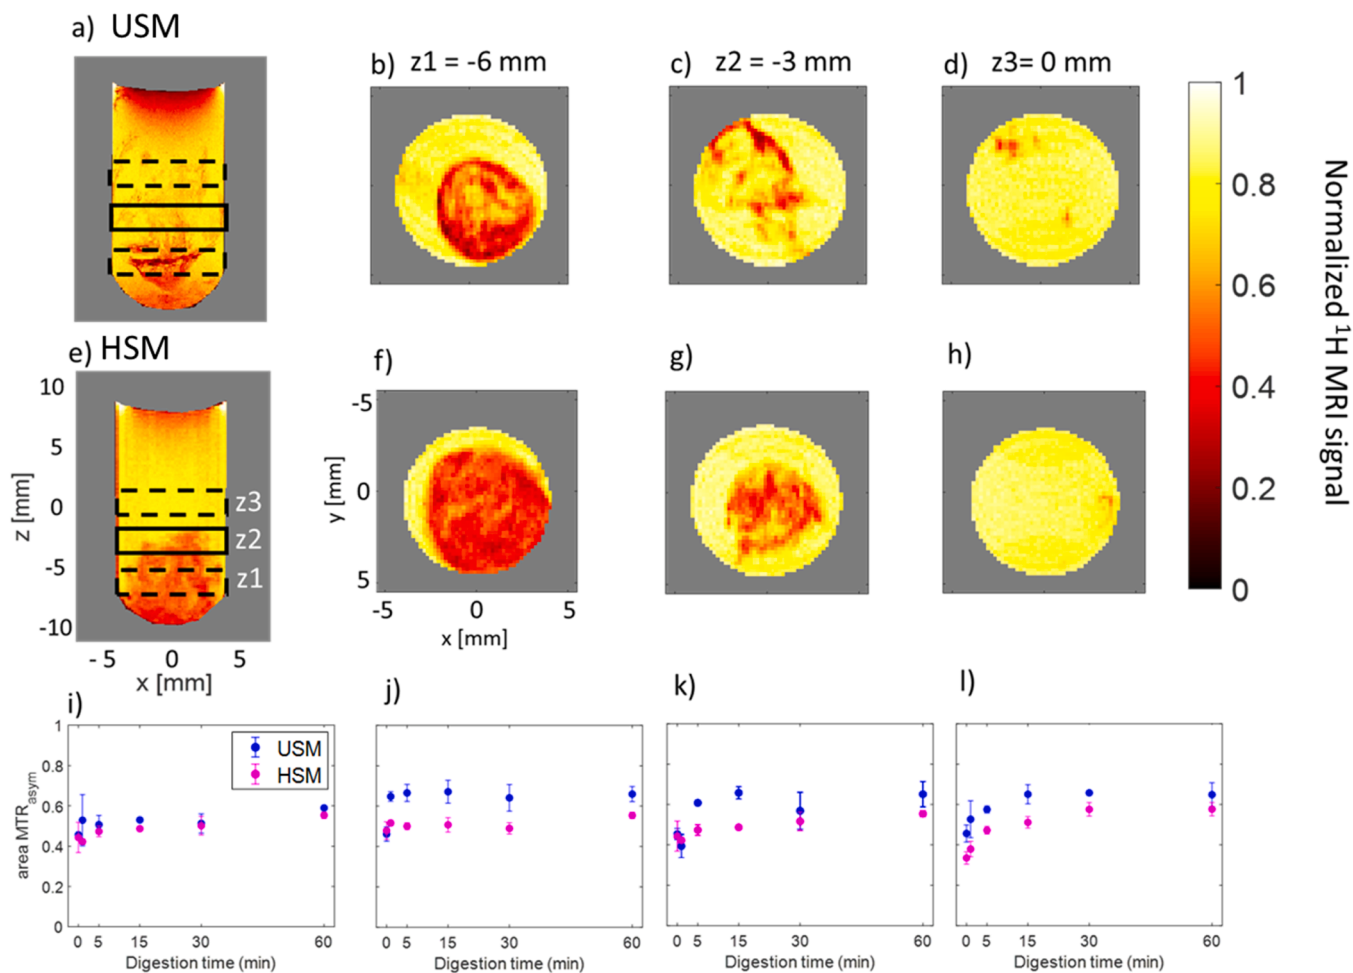 a) USM
b) z1 = -6 mm
c) z2 = -3 mm
d) z3= 0 mm
1
0.8
0.6
0.4
0.2
0
Normalized ¹H MRI signal
e) HSM
10
5
0
-5
-10
z [mm]
z3
z2
z1
- 5 0 5
x [mm]
f)
-5
0
5
y [mm]
-5 0 5
x [mm]
g)
h)
i)
1
0.8
0.6
0.4
0.2
0
area MTRasym
USM
HSM
0 5 15 30 60
Digestion time (min)
j)
0 5 15 30 60
Digestion time (min)
k)
0 5 15 30 60
Digestion time (min)
l)
0 5 15 30 60
Digestion time (min)